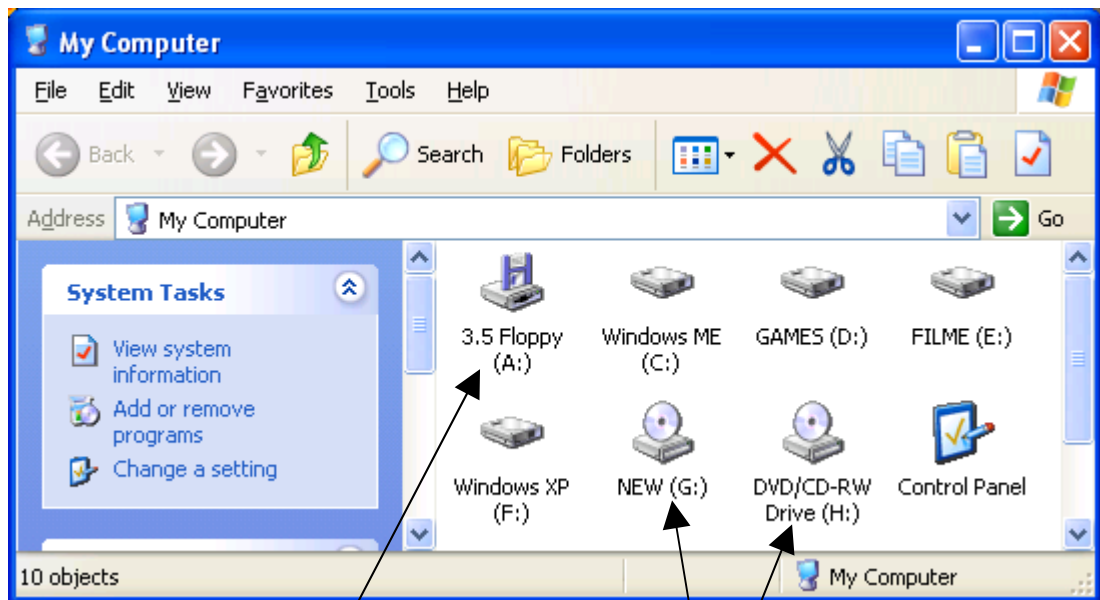 My Computer
File Edit View Favorites Tools Help
Back Search Folders
Address My Computer Go
System Tasks
View system
information
Add or remove
programs
Change a setting
3.5 Floppy
(A:)
Windows ME
(C:)
GAMES (D:)
FILME (E:)
Windows XP
(F:)
NEW (G:)
DVD/CD-RW
Drive (H:)
Control Panel
10 objects
My Computer